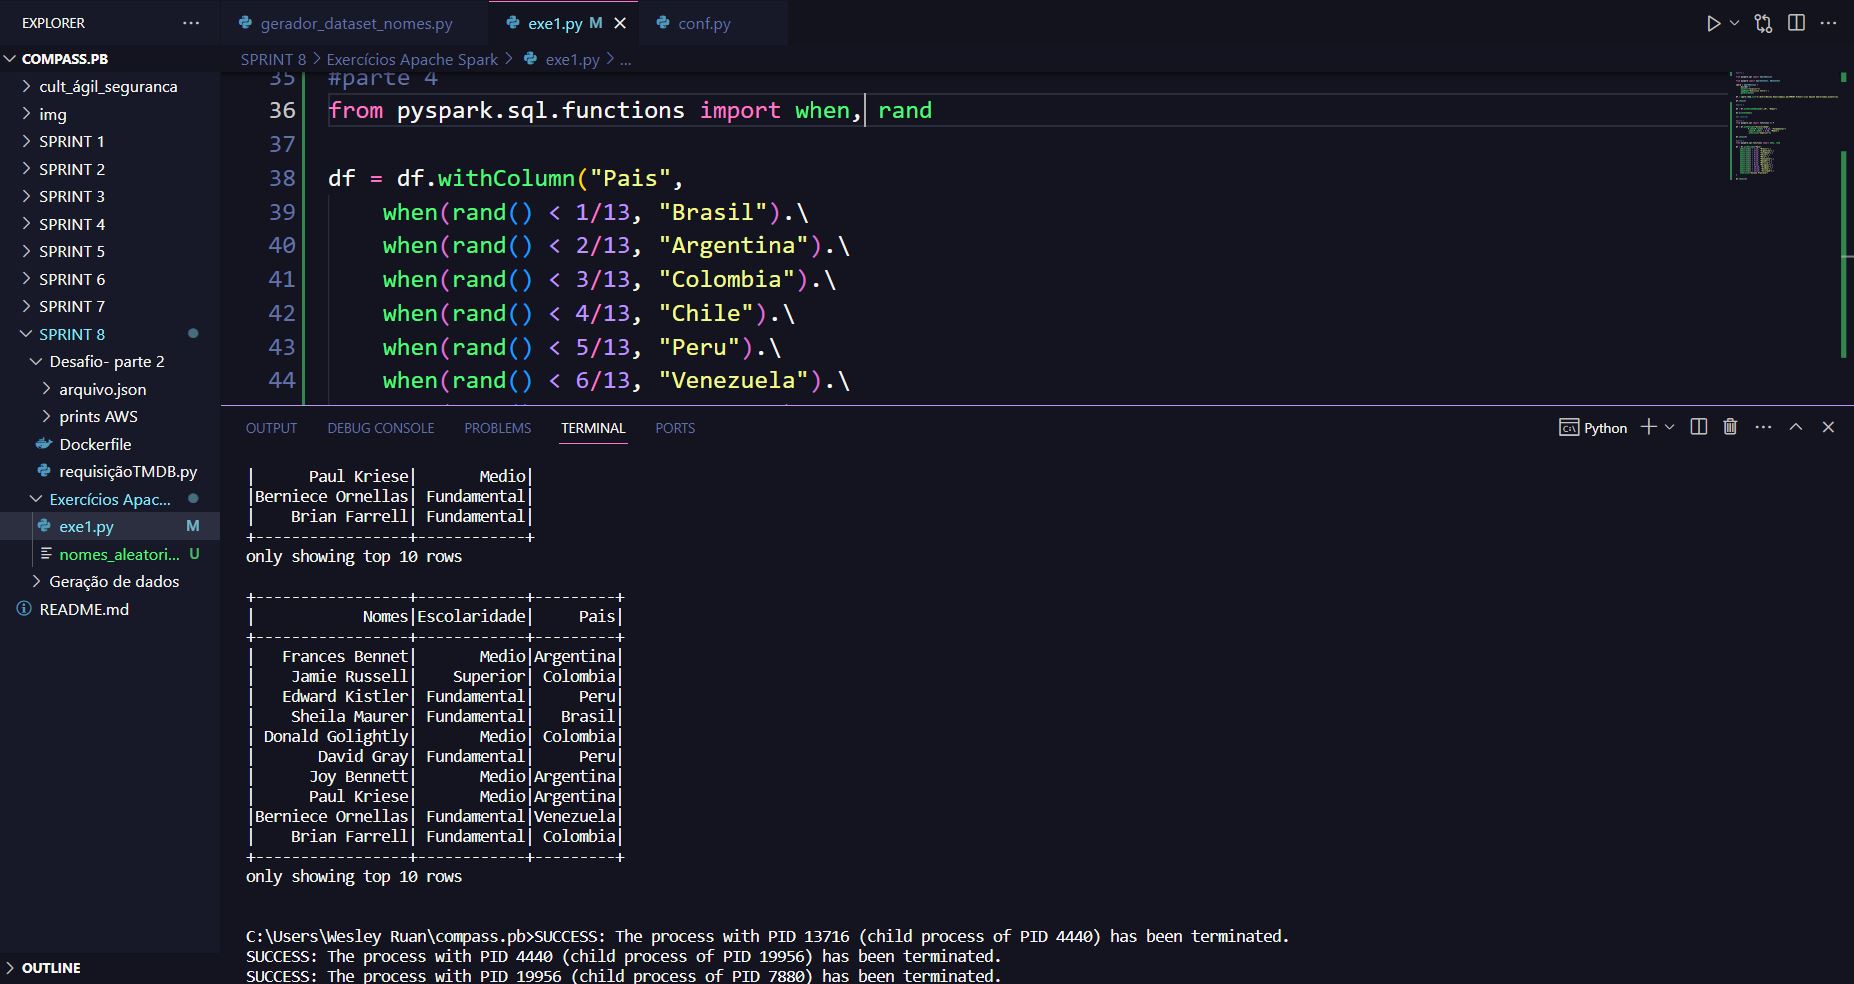 EXPLORER
COMPASS.PB
cult_ágil_seguranca
img
SPRINT 1
SPRINT 2
SPRINT 3
SPRINT 4
SPRINT 5
SPRINT 6
SPRINT 7
SPRINT 8
Desafio- parte 2
arquivo.json
prints AWS
Dockerfile
requisiçãoTMDB.py
Exercícios Apac...
exe1.py M
nomes_aleatori... U
Geração de dados
README.md
OUTLINE
gerador_dataset_nomes.py exe1.py M conf.py
SPRINT 8 > Exercícios Apache Spark > exe1.py > ...
35 #parte 4
36 from pyspark.sql.functions import when, rand
37
38 df = df.withColumn("Pais",
39 when(rand() < 1/13, "Brasil").\
40 when(rand() < 2/13, "Argentina").\
41 when(rand() < 3/13, "Colombia").\
42 when(rand() < 4/13, "Chile").\
43 when(rand() < 5/13, "Peru").\
44 when(rand() < 6/13, "Venezuela").\
OUTPUT DEBUG CONSOLE PROBLEMS TERMINAL PORTS
Python
| Paul Kriese| Medio|
|Berniece Ornellas| Fundamental|
| Brian Farrell| Fundamental|
+-----------------+------------+
only showing top 10 rows
+-----------------+------------+---------+
| Nomes|Escolaridade| Pais|
+-----------------+------------+---------+
| Frances Bennet| Medio|Argentina|
| Jamie Russell| Superior| Colombia|
| Edward Kistler| Fundamental| Peru|
| Sheila Maurer| Fundamental| Brasil|
| Donald Golightly| Medio| Colombia|
| David Gray| Fundamental| Peru|
| Joy Bennett| Medio|Argentina|
| Paul Kriese| Medio|Argentina|
|Berniece Ornellas| Fundamental|Venezuela|
| Brian Farrell| Fundamental| Colombia|
+-----------------+------------+---------+
only showing top 10 rows
C:\Users\Wesley Ruan\compass.pb>SUCCESS: The process with PID 13716 (child process of PID 4440) has been terminated.
SUCCESS: The process with PID 4440 (child process of PID 19956) has been terminated.
SUCCESS: The process with PID 19956 (child process of PID 7880) has been terminated.